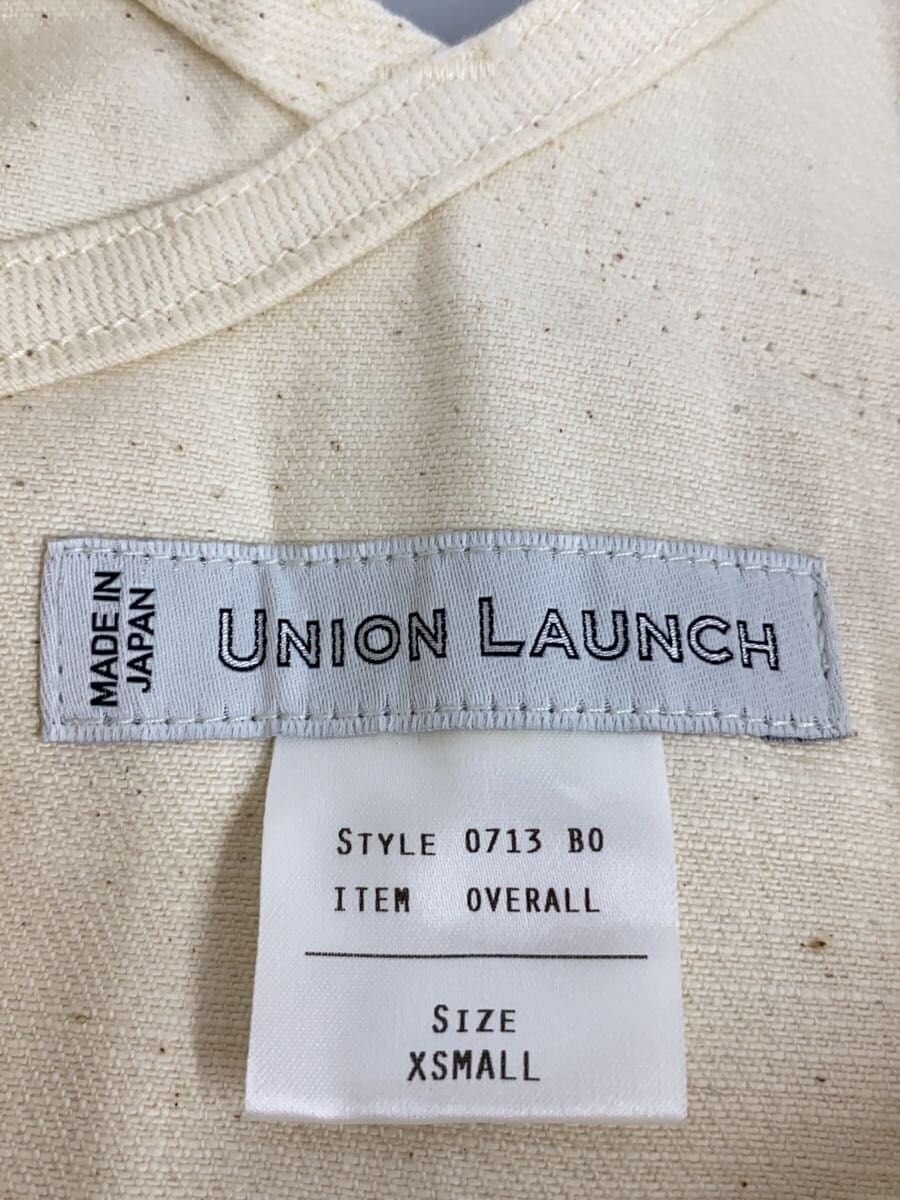 MADE IN
JAPAN
UNION LAUNCH
STYLE 0713 BO
ITEM OVERALL
SIZE
XSMALL